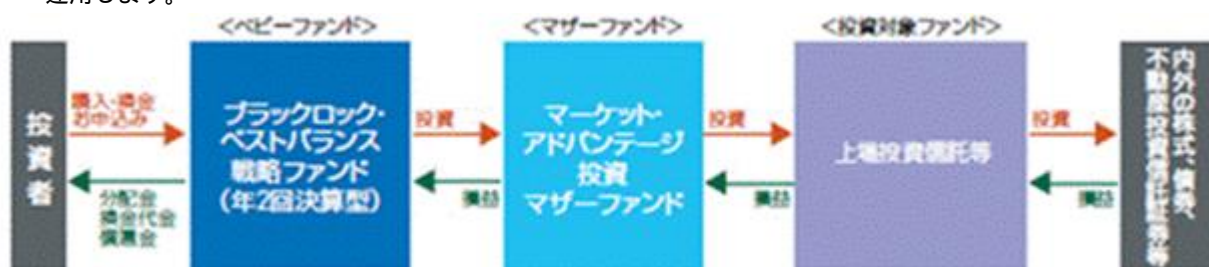 運用します。
<ベビーファンド>
<マザーファンド>
<投資対象ファンド>
投資者
購入・換金
お申込み
分配金
換金代金
償還金
ブラックロック・
ベストバランス
戦略ファンド
(年2回決算型)
投資
損益
マーケット・
アドバンテージ
投資
マザーファンド
投資
損益
上場投資信託等
投資
損益
内外の株式、債券、
不動産投資信託証券等